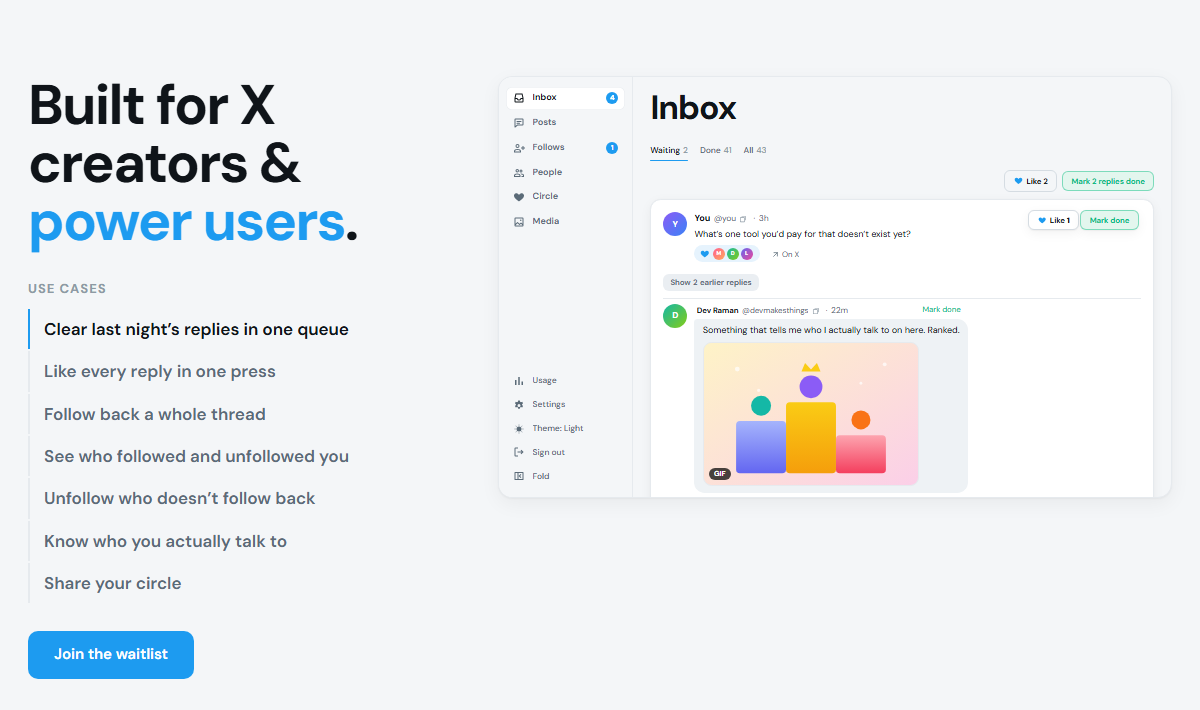 Built for X
creators &
power users.
USE CASES
Clear last night’s replies in one queue
Like every reply in one press
Follow back a whole thread
See who followed and unfollowed you
Unfollow who doesn’t follow back
Know who you actually talk to
Share your circle
Join the waitlist
Inbox 4
Posts
Follows 1
People
Circle
Media
Usage
Settings
Theme: Light
Sign out
Fold
Inbox
Waiting 2 Done 41 All 43
Like 2 Mark 2 replies done
Y You @you · 3h Like 1 Mark done
What’s one tool you’d pay for that doesn’t exist yet?
M D L On X
Show 2 earlier replies
D Dev Raman @devmakesthings · 22m Mark done
Something that tells me who I actually talk to on here. Ranked.
GIF